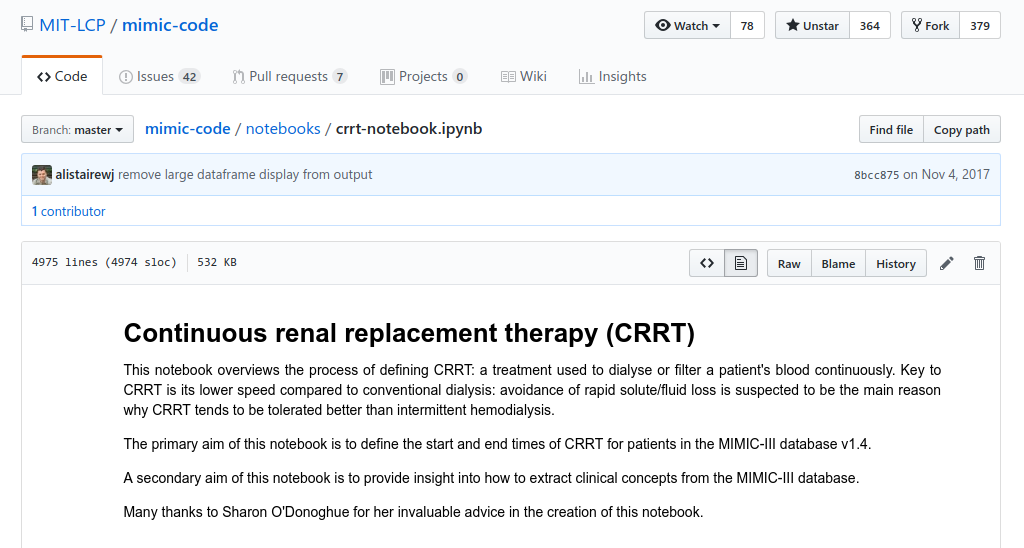 MIT-LCP / mimic-code
Watch 78 Unstar 364 Fork 379
Code Issues 42 Pull requests 7 Projects 0 Wiki Insights
Branch: master mimic-code / notebooks / crrt-notebook.ipynb Find file Copy path
alistairewj remove large dataframe display from output 8bcc875 on Nov 4, 2017
1 contributor
4975 lines (4974 sloc) 532 KB <> Raw Blame History
Continuous renal replacement therapy (CRRT)
This notebook overviews the process of defining CRRT: a treatment used to dialyse or filter a patient's blood continuously. Key to
CRRT is its lower speed compared to conventional dialysis: avoidance of rapid solute/fluid loss is suspected to be the main reason
why CRRT tends to be tolerated better than intermittent hemodialysis.
The primary aim of this notebook is to define the start and end times of CRRT for patients in the MIMIC-III database v1.4.
A secondary aim of this notebook is to provide insight into how to extract clinical concepts from the MIMIC-III database.
Many thanks to Sharon O'Donoghue for her invaluable advice in the creation of this notebook.